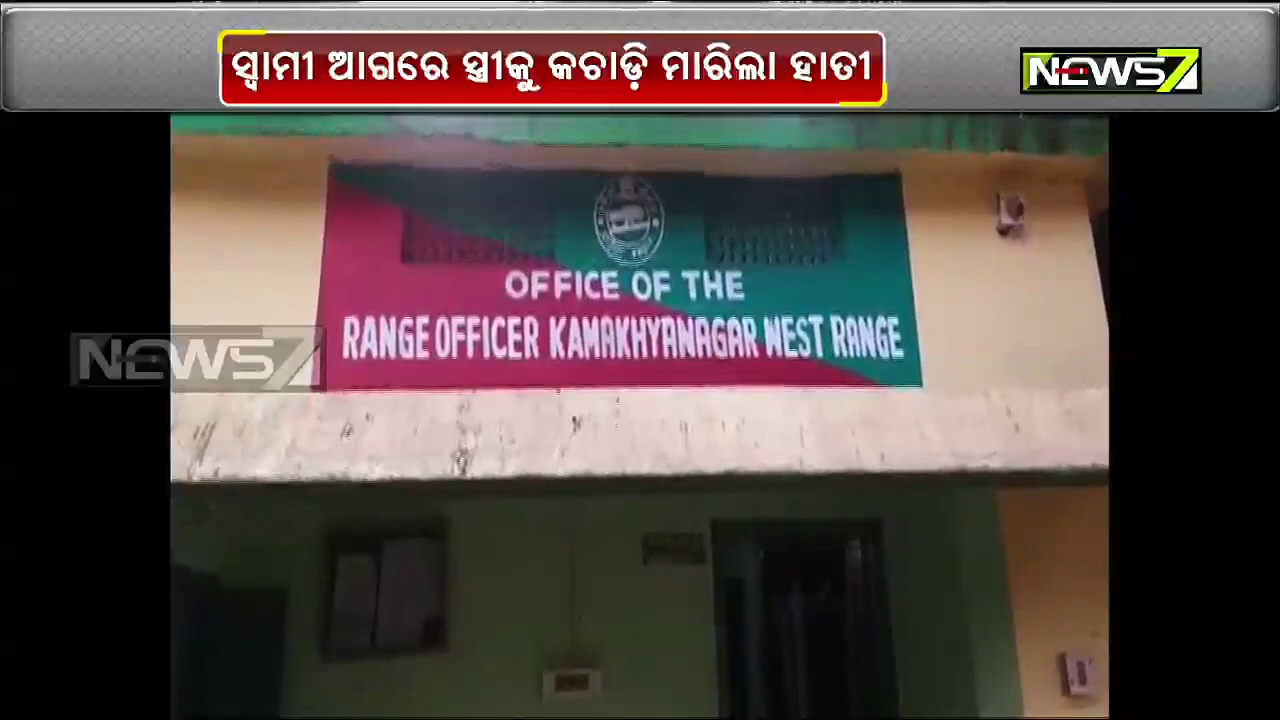 ସ୍ୱାମୀ ଆଗରେ ସ୍ତ୍ରୀକୁ କଚାଡ଼ି ମାରିଲା ହାତୀ
NEWS7
OFFICE OF THE
RANGE OFFICER KAMAKHYANAGAR WEST RANGE
NEWS7